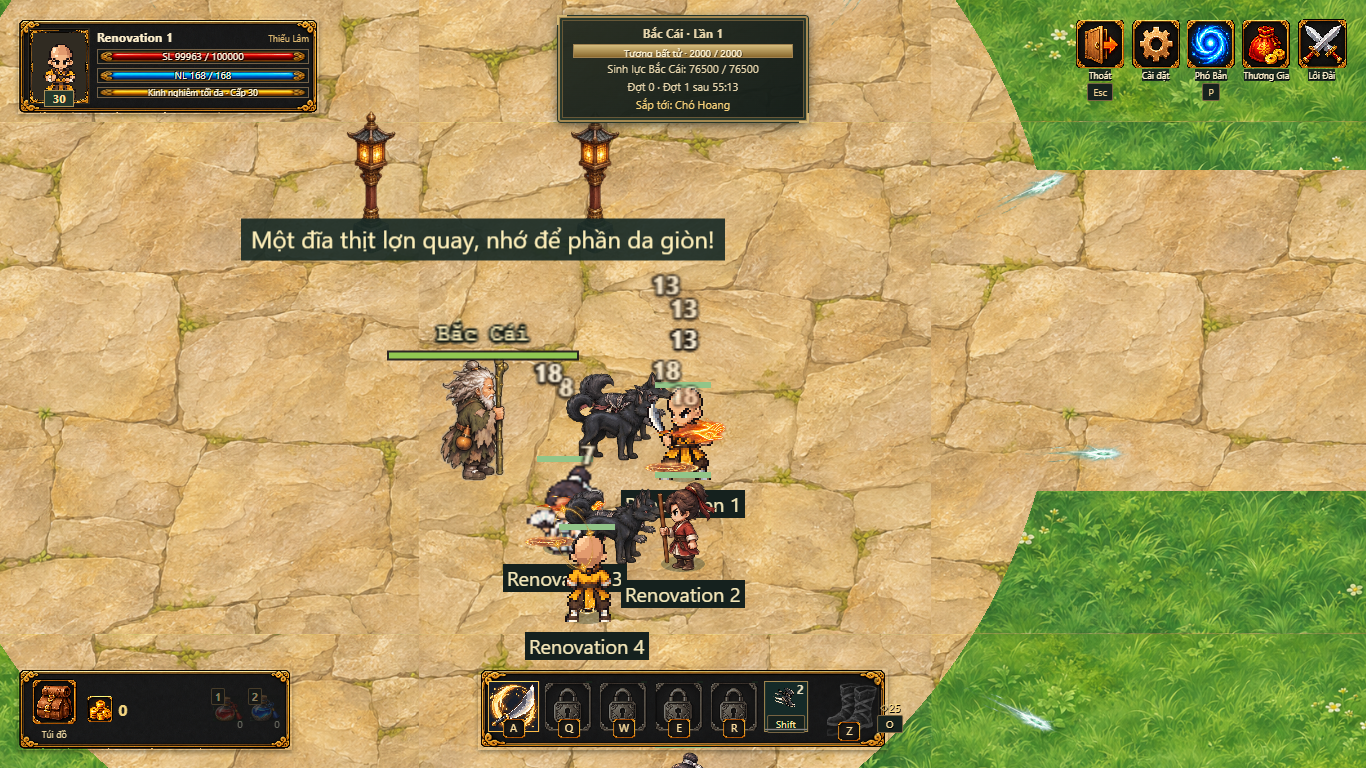 Renovation 1
Thiếu Lâm
SL 99963 / 100000
NL 168 / 168
Kinh nghiệm tối đa · Cấp 30
30
Bắc Cái · Lần 1
Tượng bất tử · 2000 / 2000
Sinh lực Bắc Cái: 76500 / 76500
Đợt 0 · Đợt 1 sau 55:13
Sắp tới: Chó Hoang
Thoát
Cài đặt
Phó Bản
Thương Gia
Lôi Đài
Esc
P
Một đĩa thịt lợn quay, nhớ để phần da giòn!
13
13
13
Bắc Cái
18
8
18
18
7
Renovation 2
Renovation 4
Túi đồ
0
1
0
2
0
A
Q
W
E
R
2
Shift
Z
O